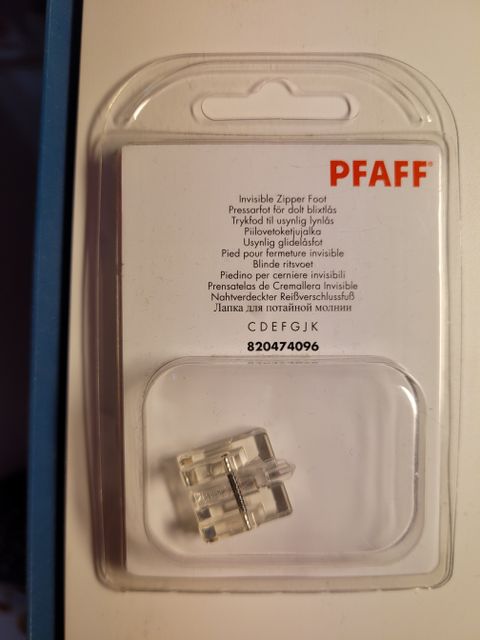 PFAFF®
Invisible Zipper Foot
Pressarfot för dolt blixtlås
Trykfod til usynlig lynlås
Piilovetoketjujalka
Usynlig glidelåsfot
Pied pour fermeture invisible
Blinde ritsvoet
Piedino per cerniere invisibili
Prensatelas de Cremallera Invisible
Nahtverdeckter Reißverschlussfuß
Лапка для потайной молнии
C D E F G J K
820474096